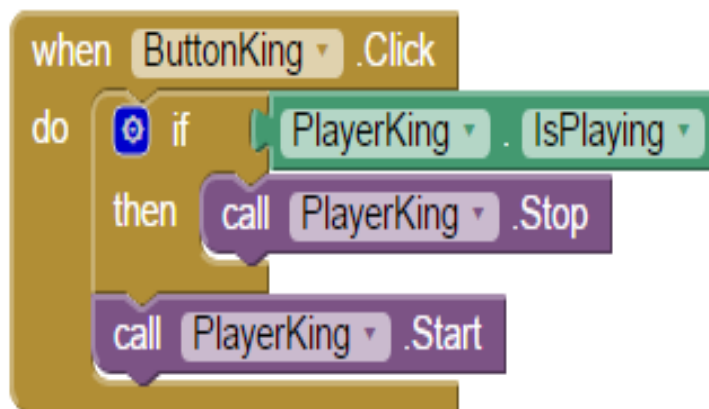 when ButtonKing .Click
do if PlayerKing . IsPlaying
then call PlayerKing .Stop
call PlayerKing .Start